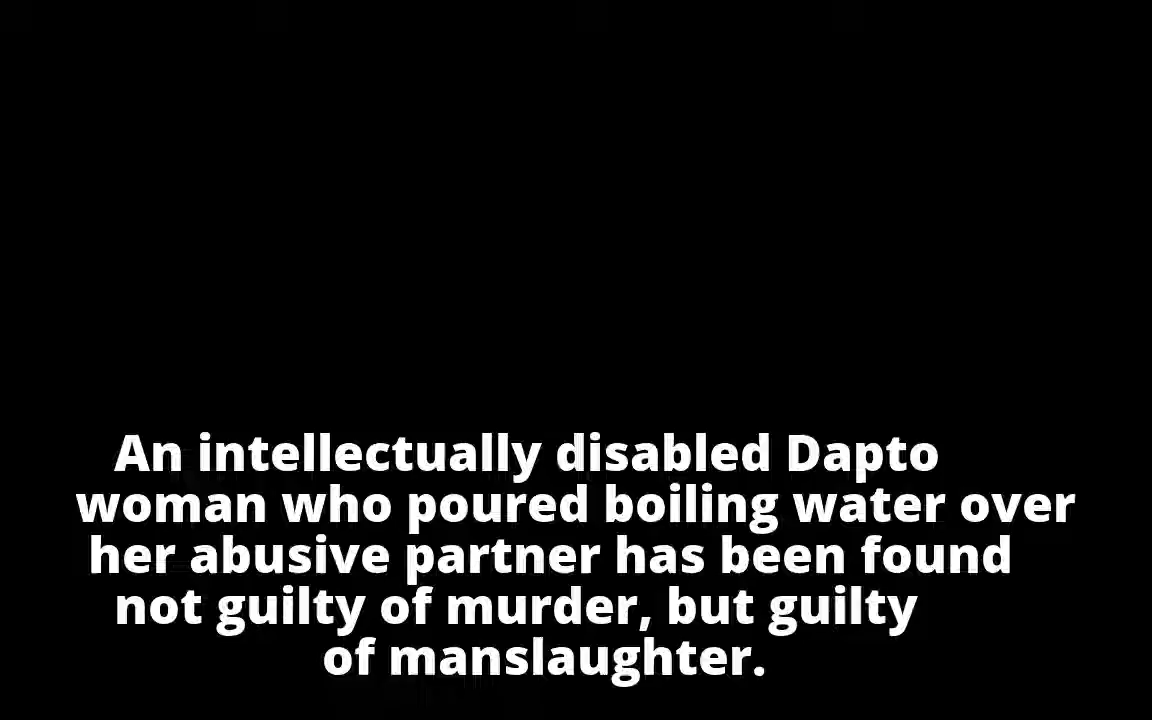 An intellectually disabled Dapto
woman who poured boiling water over
her abusive partner has been found
not guilty of murder, but guilty
of manslaughter.